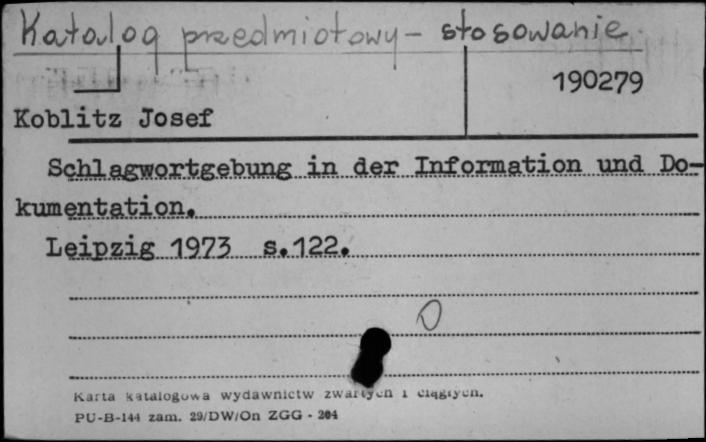 Katalog przedmiotowy - stosowanie
190279
Koblitz Josef
Schlagwortgebung in der Information und Do-
kumentation.
Leipzig 1973 s.122.
Karta katalogowa wydawnictw zwartych i ciągłych.
PU-B-144 zam. 29/DW/On ZGG - 204